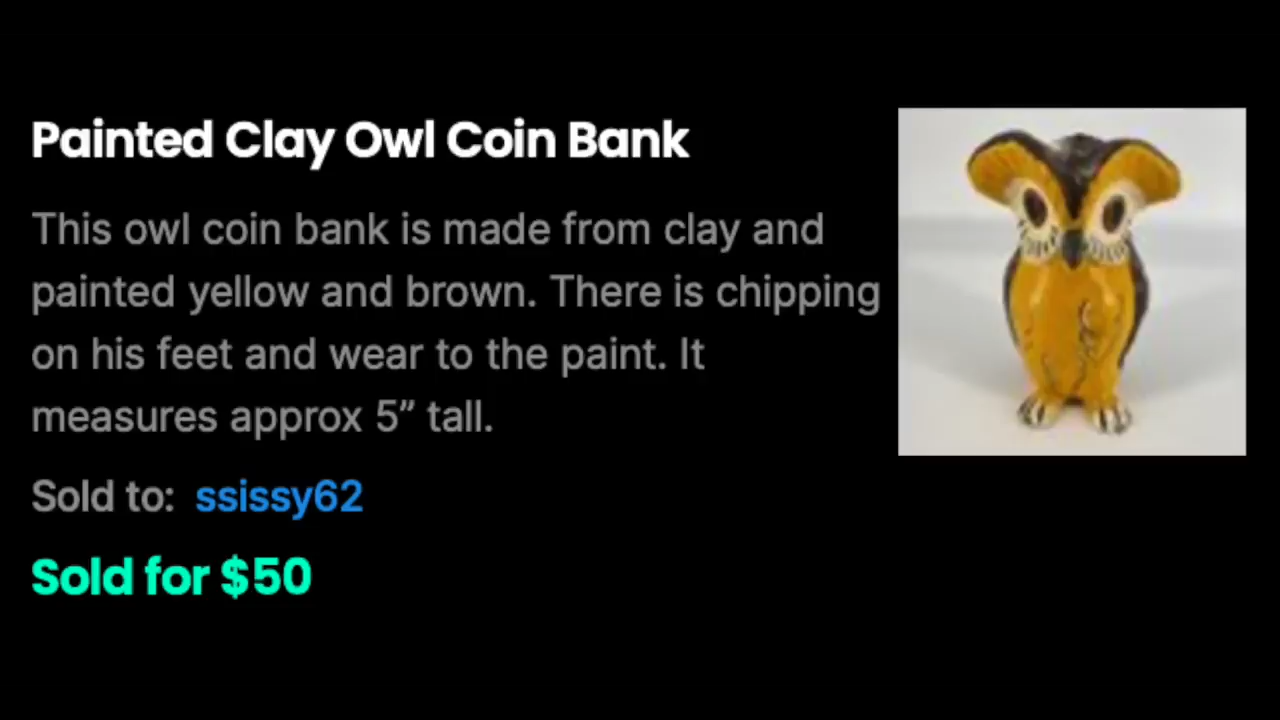 Painted Clay Owl Coin Bank
This owl coin bank is made from clay and
painted yellow and brown. There is chipping
on his feet and wear to the paint. It
measures approx 5” tall.
Sold to: ssissy62
Sold for $50